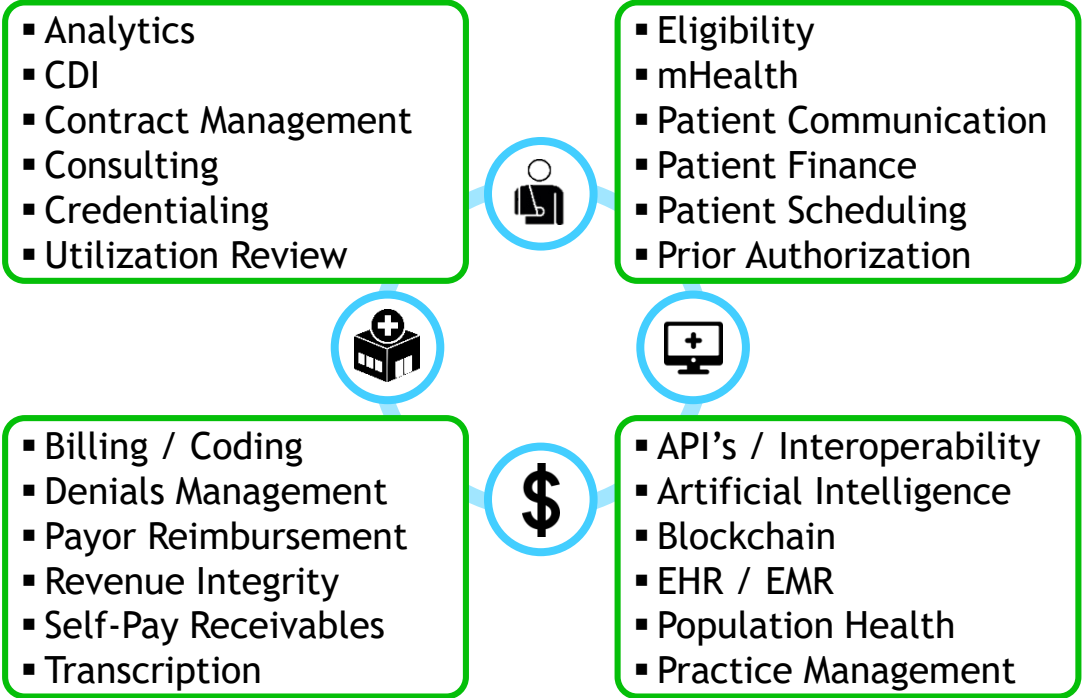 ▪ Analytics
▪ CDI
▪ Contract Management
▪ Consulting
▪ Credentialing
▪ Utilization Review
▪ Eligibility
▪ mHealth
▪ Patient Communication
▪ Patient Finance
▪ Patient Scheduling
▪ Prior Authorization
▪ Billing / Coding
▪ Denials Management
▪ Payor Reimbursement
▪ Revenue Integrity
▪ Self-Pay Receivables
▪ Transcription
$
▪ API’s / Interoperability
▪ Artificial Intelligence
▪ Blockchain
▪ EHR / EMR
▪ Population Health
▪ Practice Management